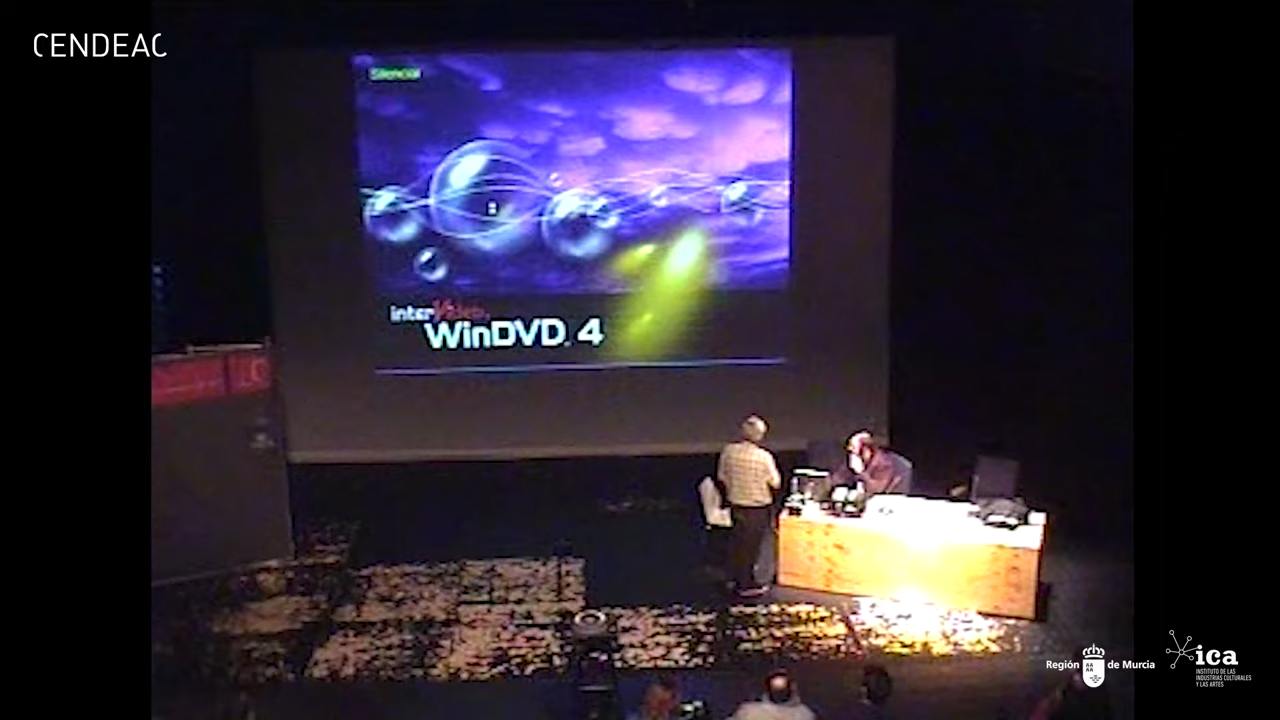 CENDEAC
Silencio!
interVideo.
WinDVD. 4
Región de Murcia
ica
INSTITUTO DE LAS
INDUSTRIAS CULTURALES
Y LAS ARTES